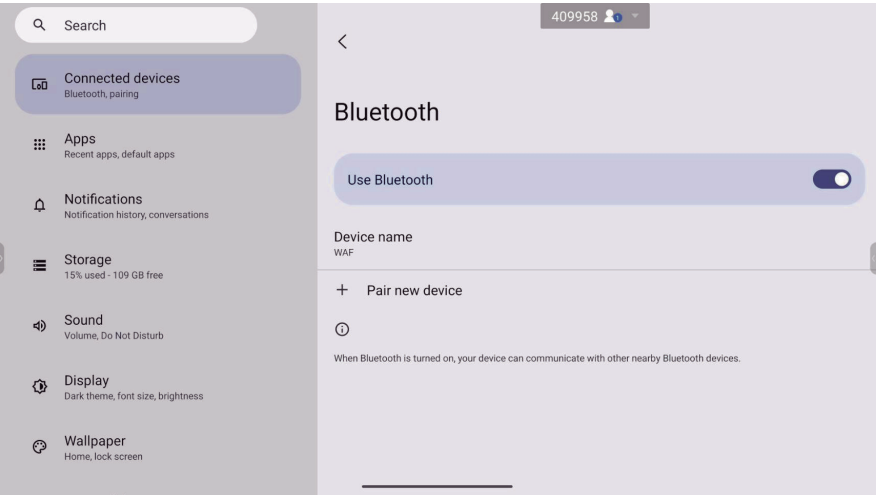 Search
Connected devices
Bluetooth, pairing
Apps
Recent apps, default apps
Notifications
Notification history, conversations
Storage
15% used - 109 GB free
Sound
Volume, Do Not Disturb
Display
Dark theme, font size, brightness
Wallpaper
Home, lock screen
409958 1
Bluetooth
Use Bluetooth
Device name
WAF
Pair new device
When Bluetooth is turned on, your device can communicate with other nearby Bluetooth devices.